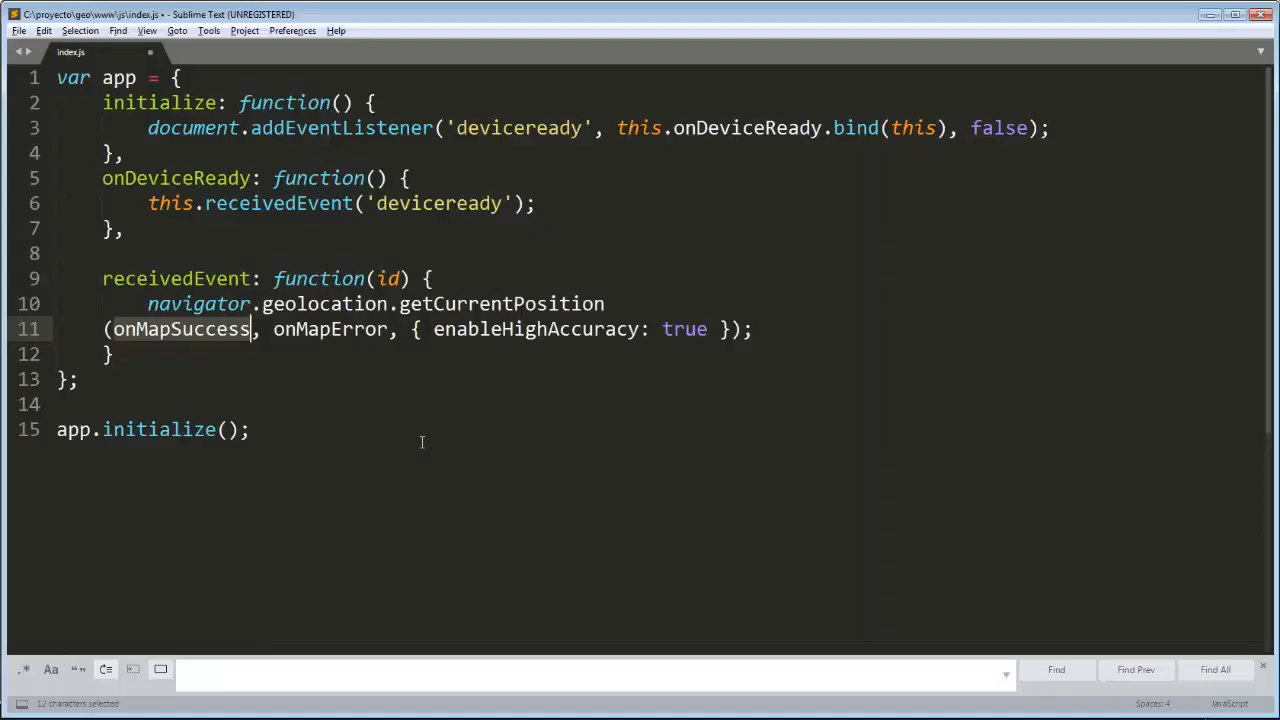 C:\proyecto\geo\www\js\index.js • - Sublime Text (UNREGISTERED)
File Edit Selection Find View Goto Tools Project Preferences Help
index.js
1 var app = {
2 initialize: function() {
3 document.addEventListener('deviceready', this.onDeviceReady.bind(this), false);
4 },
5 onDeviceReady: function() {
6 this.receivedEvent('deviceready');
7 },
8
9 receivedEvent: function(id) {
10 navigator.geolocation.getCurrentPosition
11 (onMapSuccess, onMapError, { enableHighAccuracy: true });
12 }
13 };
14
15 app.initialize();
.* Aa “” Find Find Prev Find All
12 characters selected Spaces: 4 JavaScript